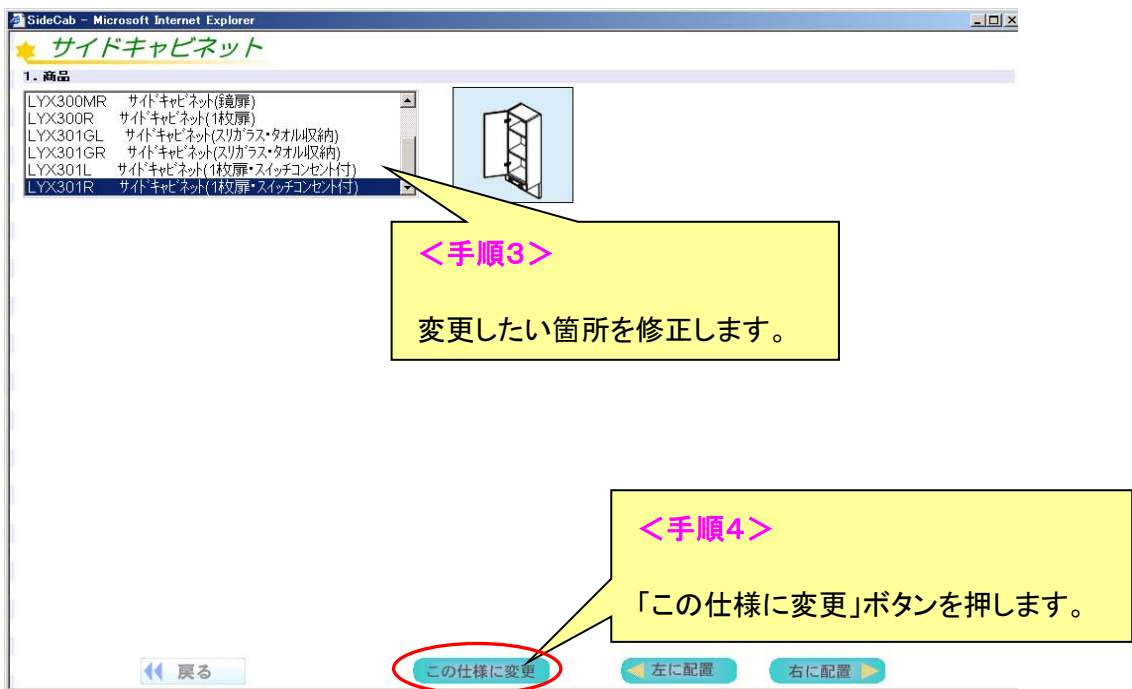 SideCab - Microsoft Internet Explorer
サイドキャビネット
1. 商品
LYX300MR サイドキャビネット(鏡扉)
LYX300R サイドキャビネット(1枚扉)
LYX301GL サイドキャビネット(スリガラス・タオル収納)
LYX301GR サイドキャビネット(スリガラス・タオル収納)
LYX301L サイドキャビネット(1枚扉・スイッチコンセント付)
LYX301R サイドキャビネット(1枚扉・スイッチコンセント付)
＜手順3＞
変更したい箇所を修正します。
＜手順4＞
「この仕様に変更」ボタンを押します。
戻る この仕様に変更 左に配置 右に配置